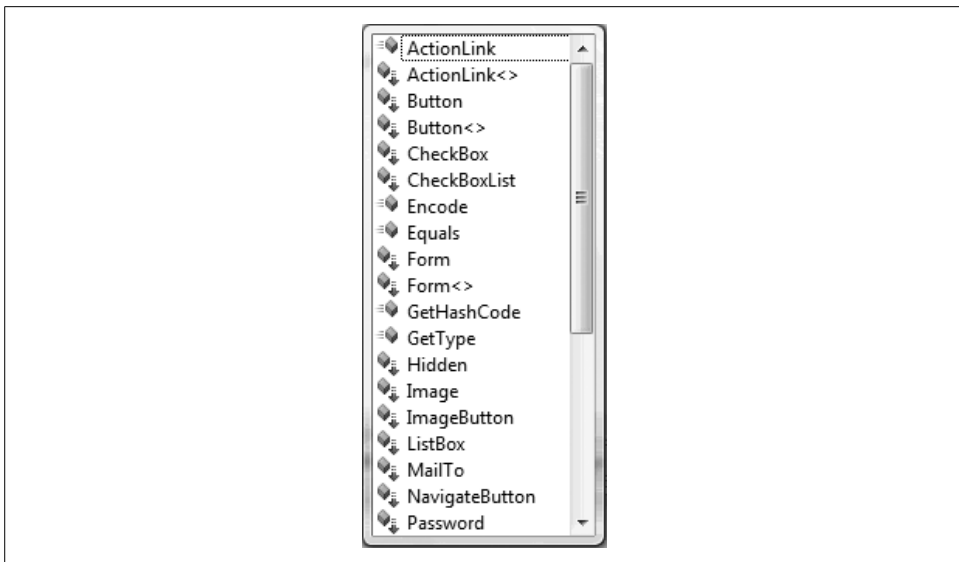 ActionLink
ActionLink<>
Button
Button<>
CheckBox
CheckBoxList
Encode
Equals
Form
Form<>
GetHashCode
GetType
Hidden
Image
ImageButton
ListBox
MailTo
NavigateButton
Password